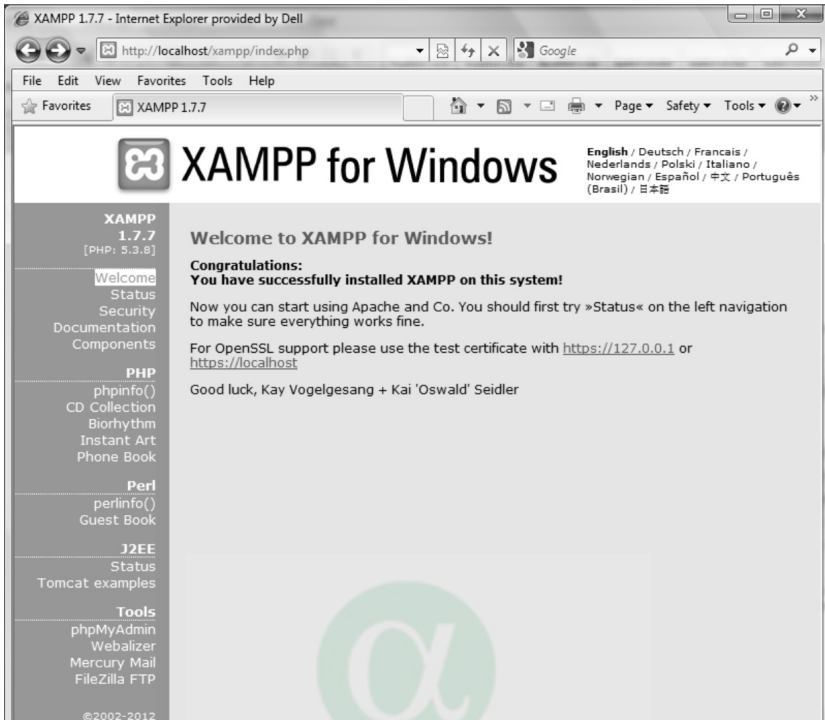 XAMPP 1.7.7 - Internet Explorer provided by Dell
http://localhost/xampp/index.php
Google
File Edit View Favorites Tools Help
Favorites
XAMPP 1.7.7
Page Safety Tools
XAMPP for Windows
English / Deutsch / Francais /
Nederlands / Polski / Italiano /
Norwegian / Español / 中文 / Português
(Brasil) / 日本語
XAMPP
1.7.7
[PHP: 5.3.8]
Welcome
Status
Security
Documentation
Components
PHP
phpinfo()
CD Collection
Biorhythm
Instant Art
Phone Book
Perl
perlinfo()
Guest Book
J2EE
Status
Tomcat examples
Tools
phpMyAdmin
Webalizer
Mercury Mail
FileZilla FTP
©2002-2012
Welcome to XAMPP for Windows!
Congratulations:
You have successfully installed XAMPP on this system!
Now you can start using Apache and Co. You should first try »Status« on the left navigation
to make sure everything works fine.
For OpenSSL support please use the test certificate with https://127.0.0.1 or
https://localhost
Good luck, Kay Vogelgesang + Kai 'Oswald' Seidler
α